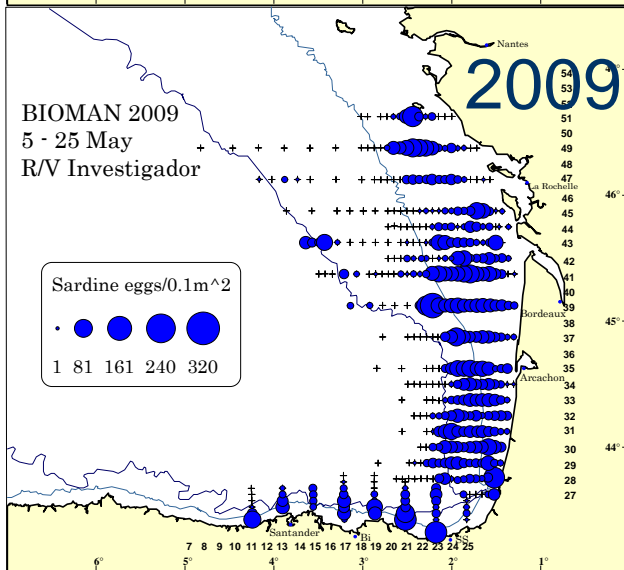 Nantes
2009
BIOMAN 2009
5 - 25 May
R/V Investigador
54
53
52
51
50
49
48
47
46
45
44
43
42
41
40
39
38
37
36
35
34
33
32
31
30
29
28
27
La Rochelle
46°
Sardine eggs/0.1m^2
1 81 161 240 320
Bordeaux
45°
Arcachon
44°
Santander
Bi
SS
7 8 9 10 11 12 13 14 15 16 17 18 19 20 21 22 23 24 25
6° 5° 4° 3° 2° 1°